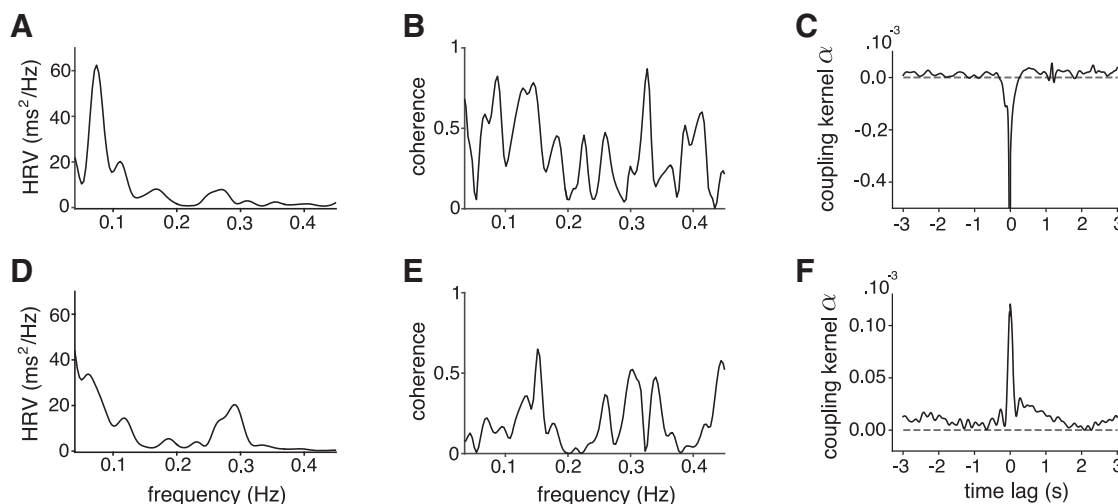 A
HRV (ms²/Hz)
60
40
20
0
0.1 0.2 0.3 0.4
B
coherence
1
0.5
0
0.1 0.2 0.3 0.4
C
coupling kernel α
.10⁻³
0.0
-0.2
-0.4
-3 -2 -1 0 1 2 3
D
HRV (ms²/Hz)
60
40
20
0
0.1 0.2 0.3 0.4
frequency (Hz)
E
coherence
1
0.5
0
0.1 0.2 0.3 0.4
frequency (Hz)
F
coupling kernel α
.10⁻³
0.10
0.05
0.00
-3 -2 -1 0 1 2 3
time lag (s)